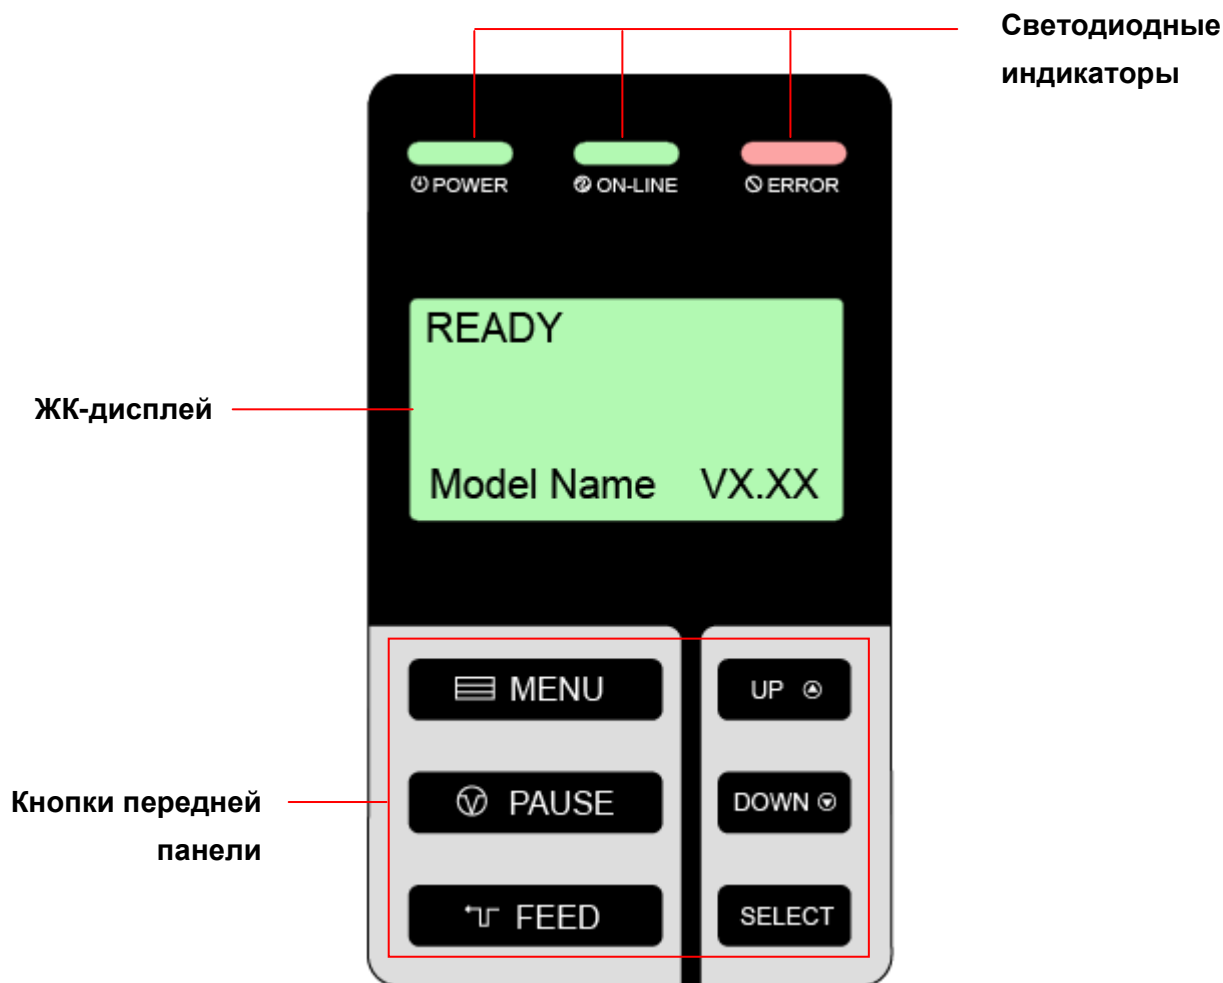 Светодиодные
индикаторы
POWER ON-LINE ERROR
READY
ЖК-дисплей
Model Name VX.XX
MENU UP
Кнопки передней
панели
PAUSE DOWN
FEED SELECT